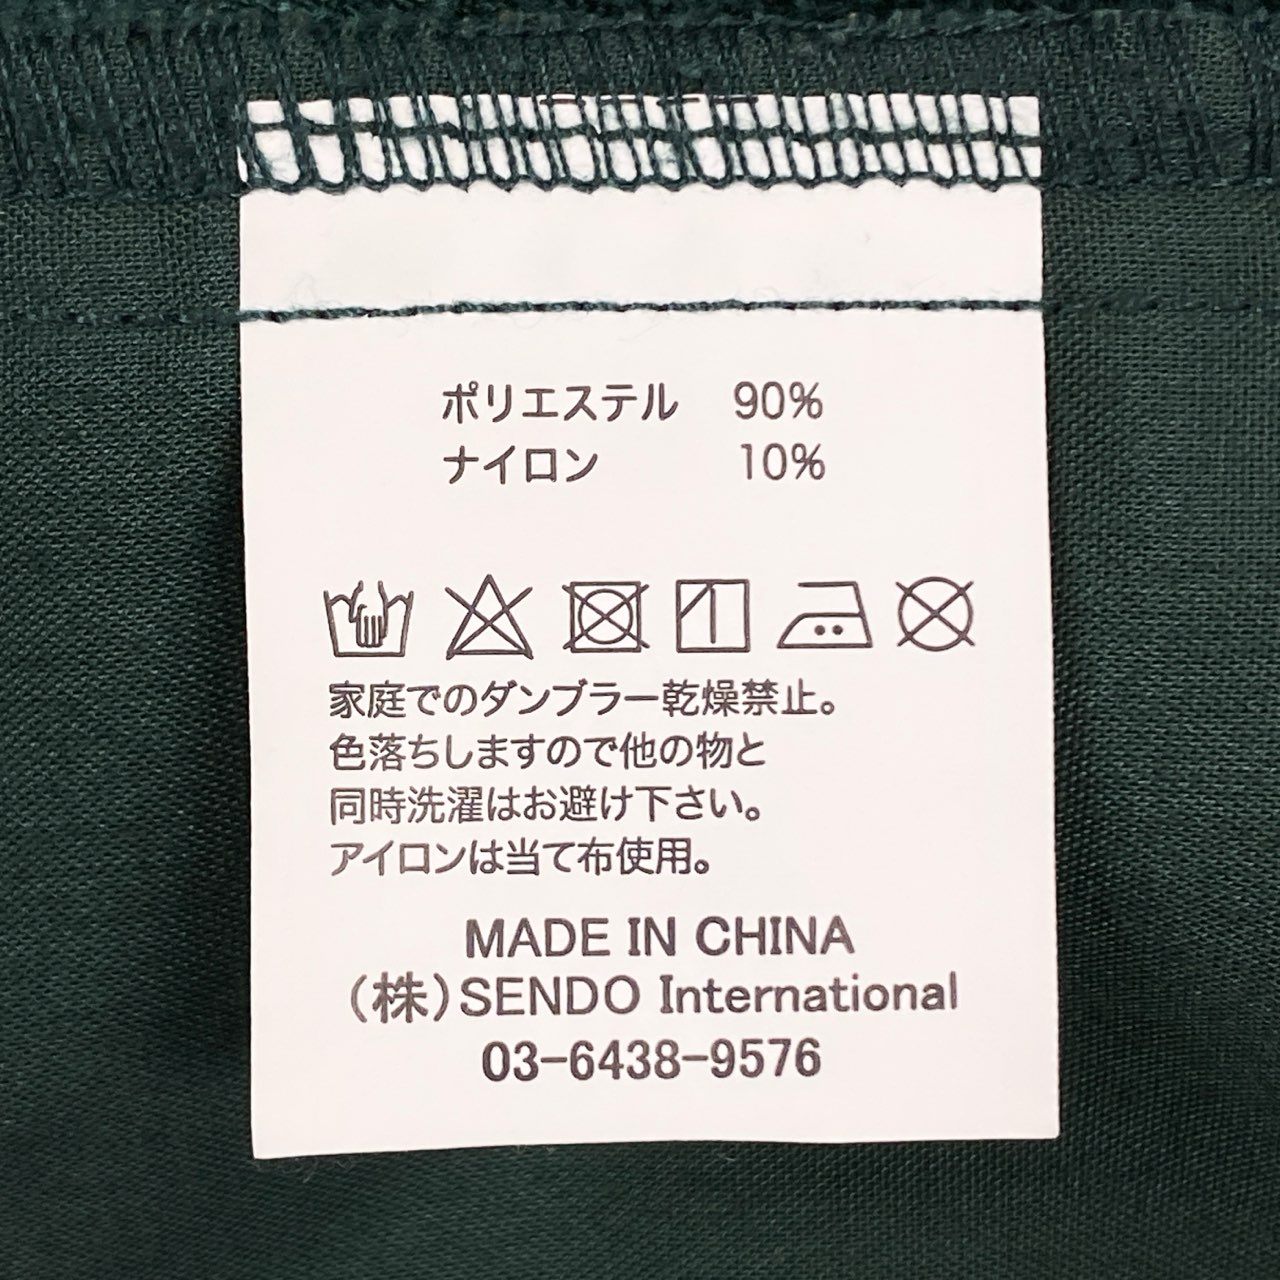 ポリエステル 90%
ナイロン 10%
家庭でのダンブラー乾燥禁止。
色落ちしますので他の物と
同時洗濯はお避け下さい。
アイロンは当て布使用。
MADE IN CHINA
(株)SENDO International
03-6438-9576